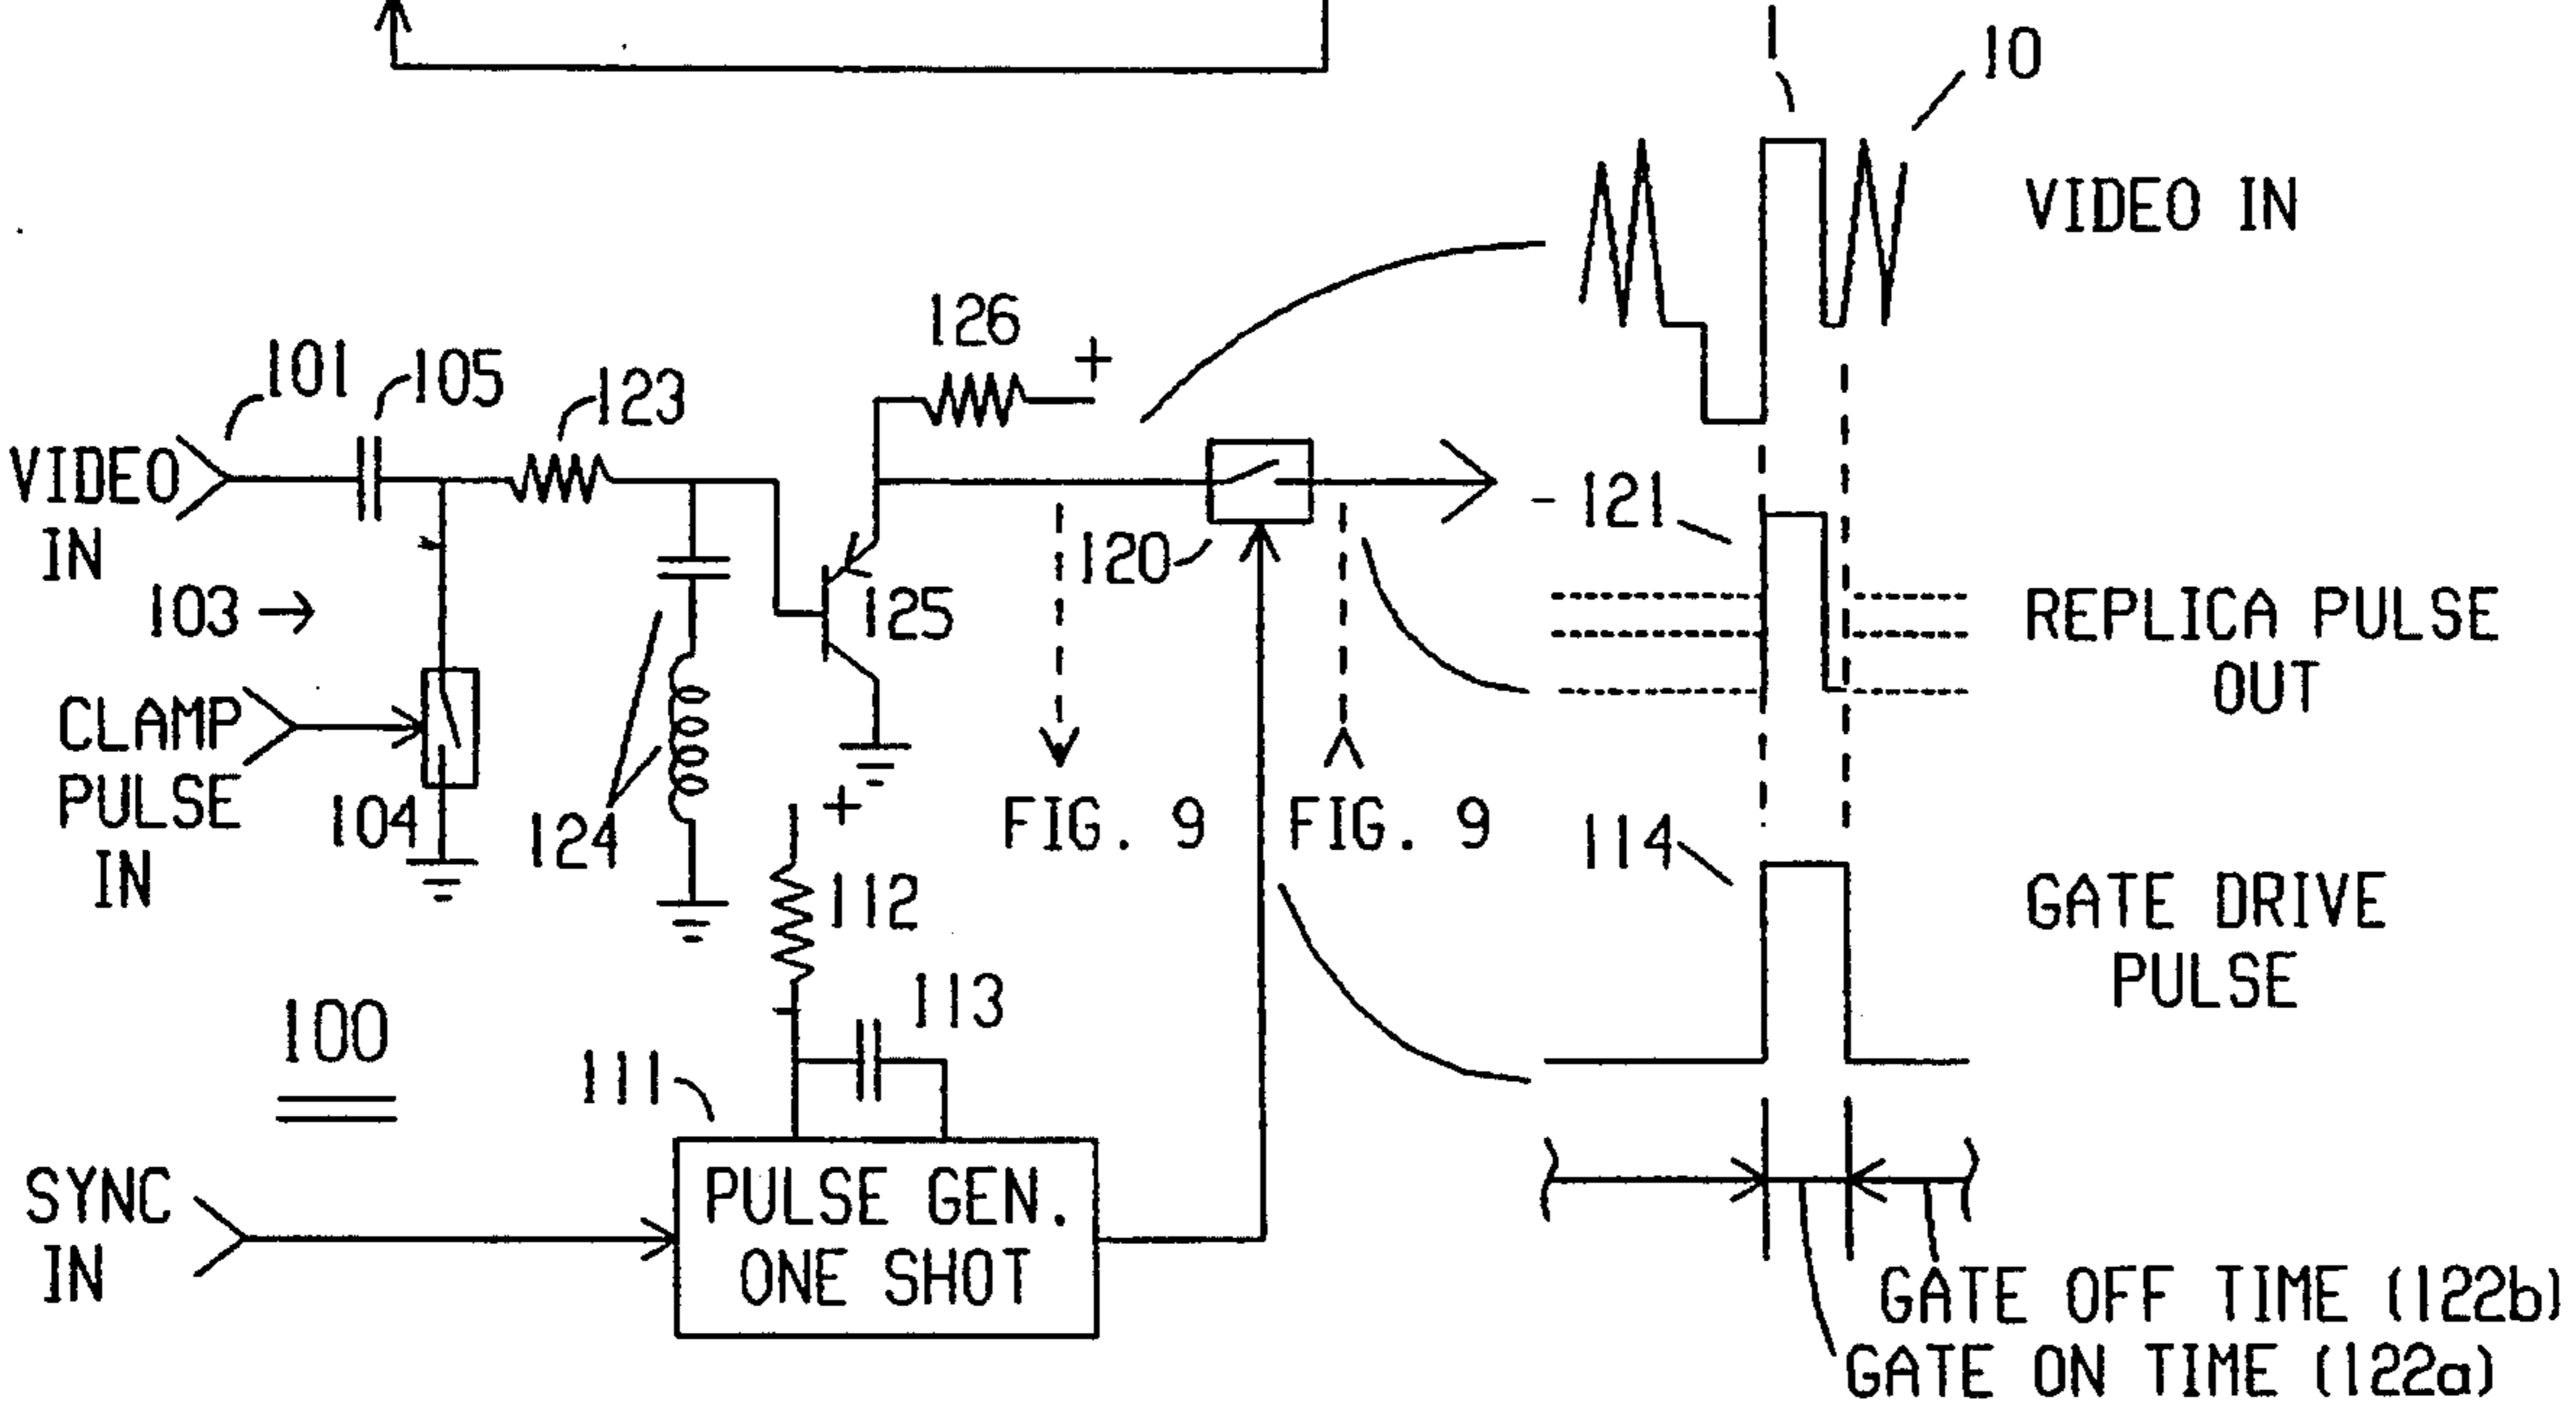 1
10
VIDEO IN
126
+
101
105
123
VIDEO
IN
- 121
120
103
125
REPLICA PULSE
OUT
CLAMP
PULSE
IN
104
124
+
FIG. 9
FIG. 9
114
112
GATE DRIVE
PULSE
113
100
111
SYNC
IN
PULSE GEN.
ONE SHOT
GATE OFF TIME (122b)
GATE ON TIME (122a)